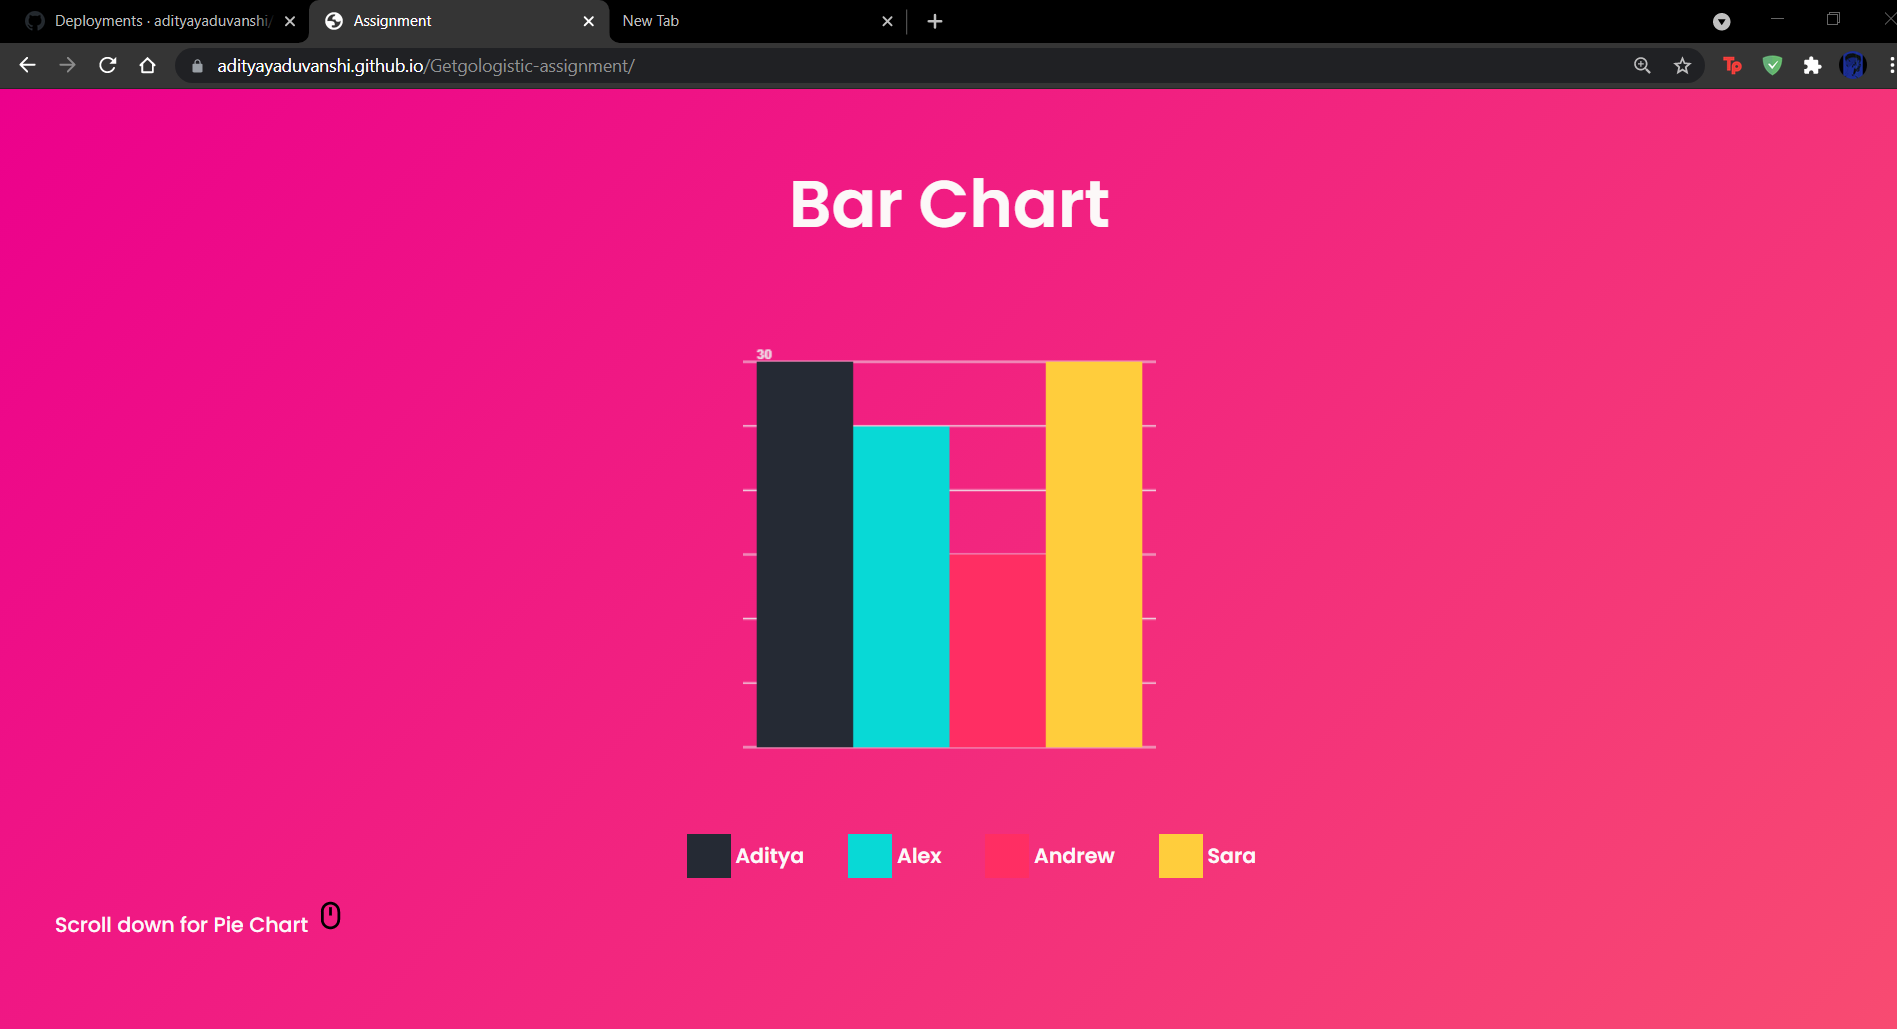 Deployments · adityayaduvanshi/
Assignment
New Tab
adityayaduvanshi.github.io/Getgologistic-assignment/
Tp
Bar Chart
30
Aditya
Alex
Andrew
Sara
Scroll down for Pie Chart